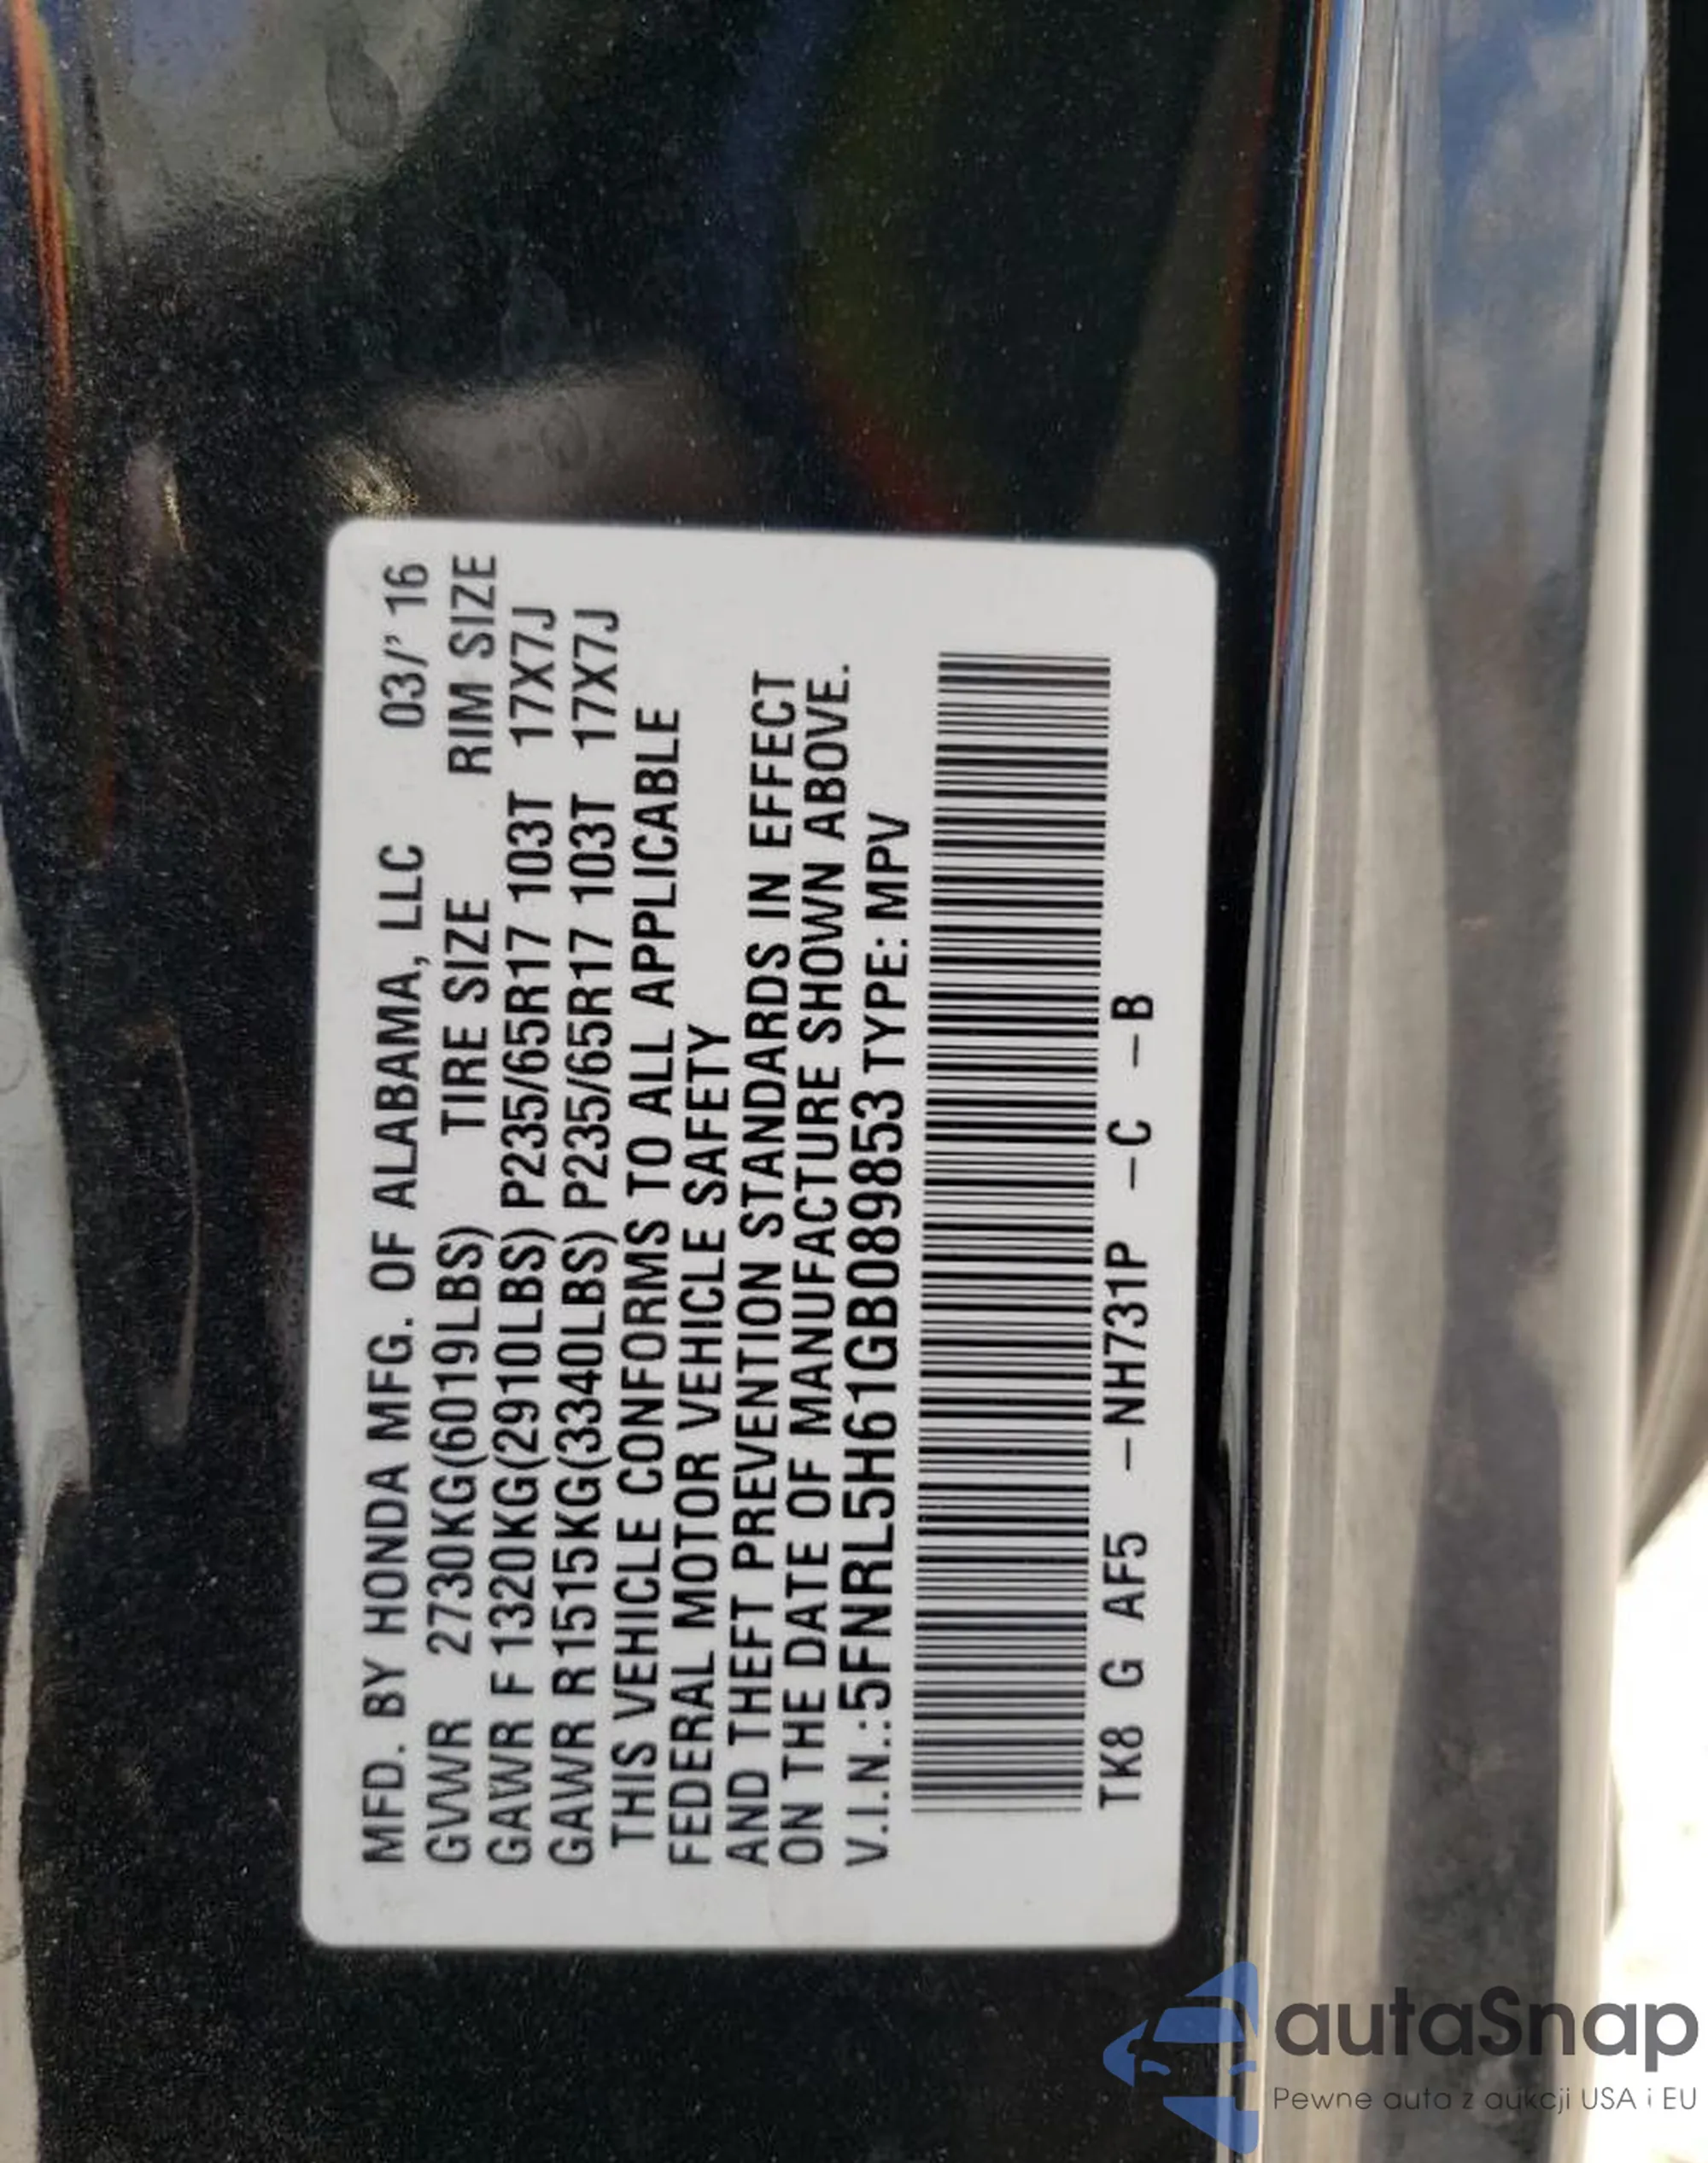 MFD. BY HONDA MFG. OF ALABAMA, LLC 03/'16
GVWR 2730KG(6019LBS) TIRE SIZE RIM SIZE
GAWR F 1320KG(2910LBS) P235/65R17 103T 17X7J
GAWR R 1515KG(3340LBS) P235/65R17 103T 17X7J
THIS VEHICLE CONFORMS TO ALL APPLICABLE
FEDERAL MOTOR VEHICLE SAFETY
AND THEFT PREVENTION STANDARDS IN EFFECT
ON THE DATE OF MANUFACTURE SHOWN ABOVE.
V.I.N.:5FNRL5H61GB089853 TYPE: MPV
TK8 G AF5 -NH731P -C -B
autaSnap
Pewne auta z aukcji USA i EU